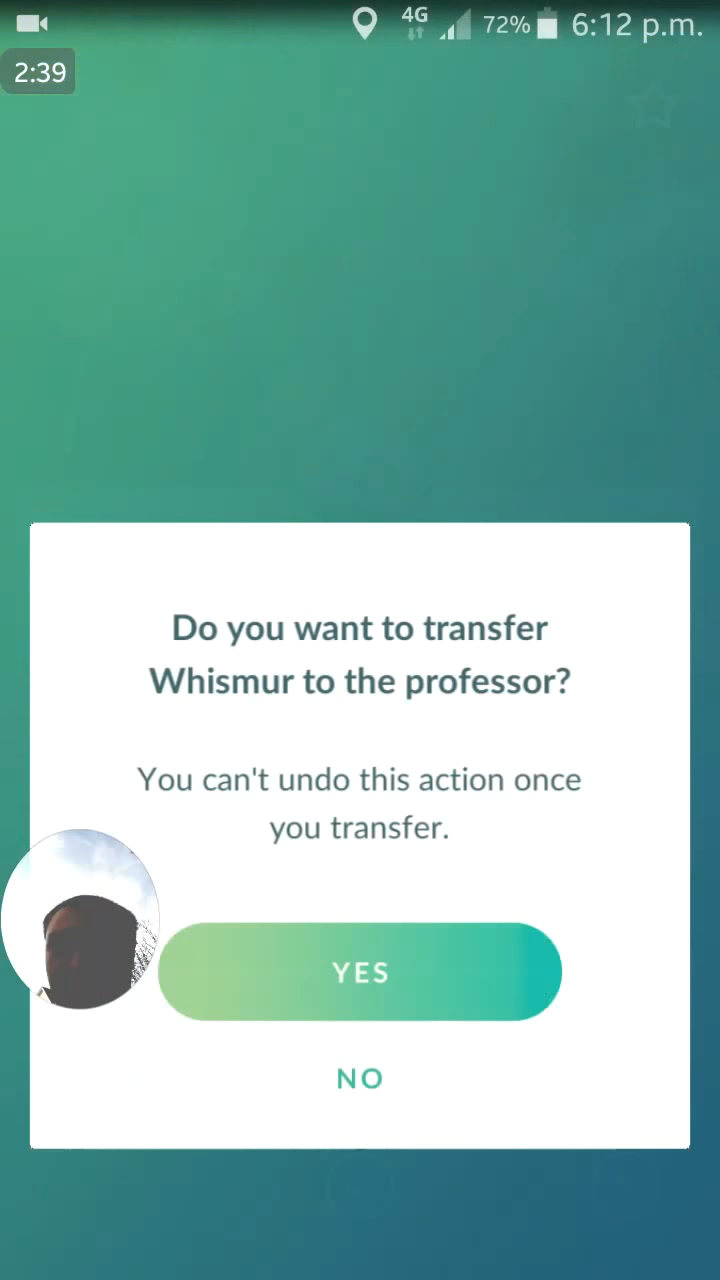 4G 72% 6:12 p.m.
2:39
Do you want to transfer
Whismur to the professor?
You can't undo this action once
you transfer.
YES
NO